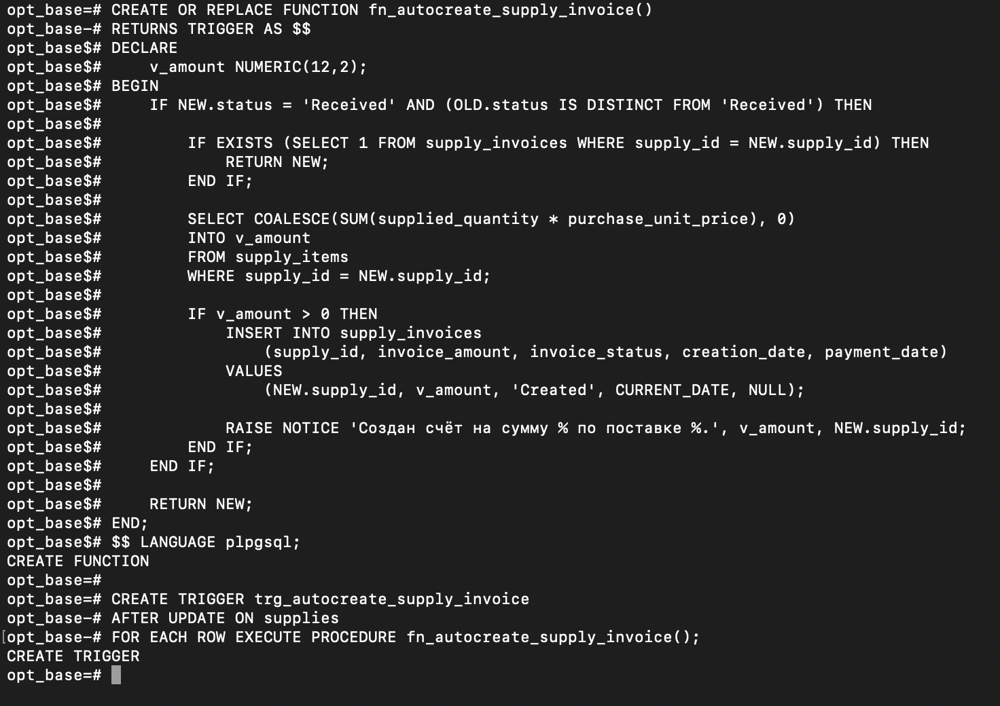 opt_base=# CREATE OR REPLACE FUNCTION fn_autocreate_supply_invoice()
opt_base-# RETURNS TRIGGER AS $$
opt_base$# DECLARE
opt_base$#     v_amount NUMERIC(12,2);
opt_base$# BEGIN
opt_base$#     IF NEW.status = 'Received' AND (OLD.status IS DISTINCT FROM 'Received') THEN
opt_base$#
opt_base$#         IF EXISTS (SELECT 1 FROM supply_invoices WHERE supply_id = NEW.supply_id) THEN
opt_base$#             RETURN NEW;
opt_base$#         END IF;
opt_base$#
opt_base$#         SELECT COALESCE(SUM(supplied_quantity * purchase_unit_price), 0)
opt_base$#         INTO v_amount
opt_base$#         FROM supply_items
opt_base$#         WHERE supply_id = NEW.supply_id;
opt_base$#
opt_base$#         IF v_amount > 0 THEN
opt_base$#             INSERT INTO supply_invoices
opt_base$#                 (supply_id, invoice_amount, invoice_status, creation_date, payment_date)
opt_base$#             VALUES
opt_base$#                 (NEW.supply_id, v_amount, 'Created', CURRENT_DATE, NULL);
opt_base$#
opt_base$#             RAISE NOTICE 'Создан счёт на сумму % по поставке %.', v_amount, NEW.supply_id;
opt_base$#         END IF;
opt_base$#     END IF;
opt_base$#
opt_base$#     RETURN NEW;
opt_base$# END;
opt_base$# $$ LANGUAGE plpgsql;
CREATE FUNCTION
opt_base=#
opt_base=# CREATE TRIGGER trg_autocreate_supply_invoice
opt_base-# AFTER UPDATE ON supplies
[opt_base-# FOR EACH ROW EXECUTE PROCEDURE fn_autocreate_supply_invoice();
CREATE TRIGGER
opt_base=#